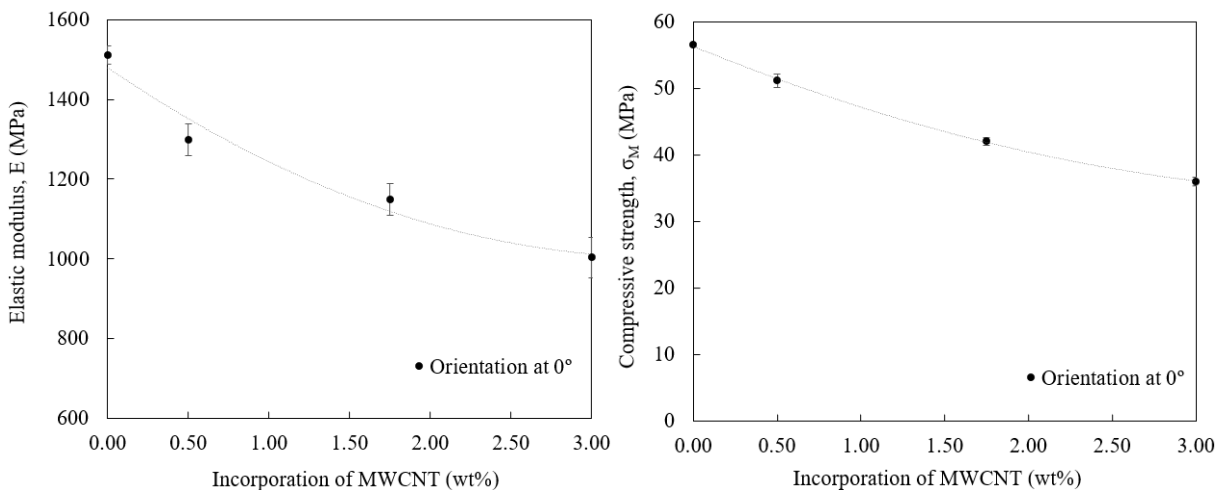 1600
1400
1200
1000
800
600
Elastic modulus, E (MPa)
0.00 0.50 1.00 1.50 2.00 2.50 3.00
Incorporation of MWCNT (wt%)
Orientation at 0º
60
50
40
30
20
10
0
Compressive strength, σM (MPa)
0.00 0.50 1.00 1.50 2.00 2.50 3.00
Incorporation of MWCNT (wt%)
Orientation at 0º